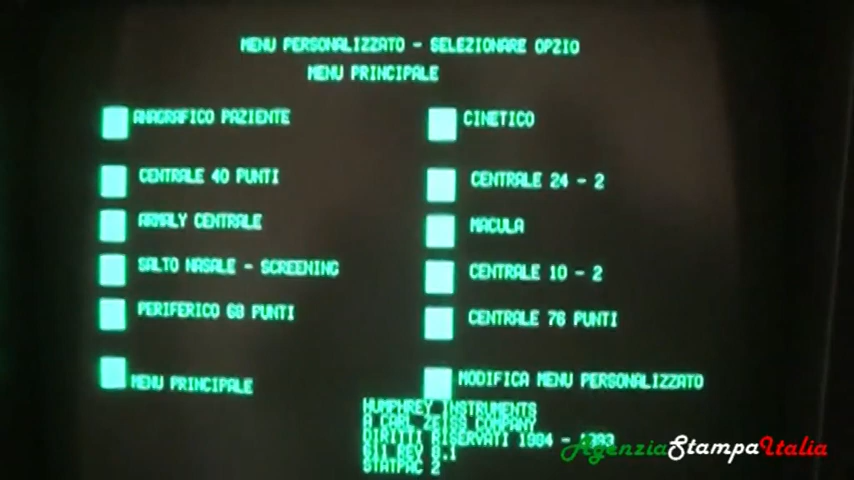 MENU PERSONALIZZATO - SELEZIONARE OPZIO
MENU PRINCIPALE
ANAGRAFICO PAZIENTE
CINETICO
CENTRALE 40 PUNTI
CENTRALE 24 - 2
ARMALY CENTRALE
MACULA
SALTO NASALE - SCREENING
CENTRALE 10 - 2
PERIFERICO 68 PUNTI
CENTRALE 76 PUNTI
MENU PRINCIPALE
MODIFICA MENU PERSONALIZZATO
HUMPHREY INSTRUMENTS
A CARL ZEISS COMPANY
DIRITTI RISERVATI 1984 -
REV
STATPAC 2
AgenziaStampaItalia